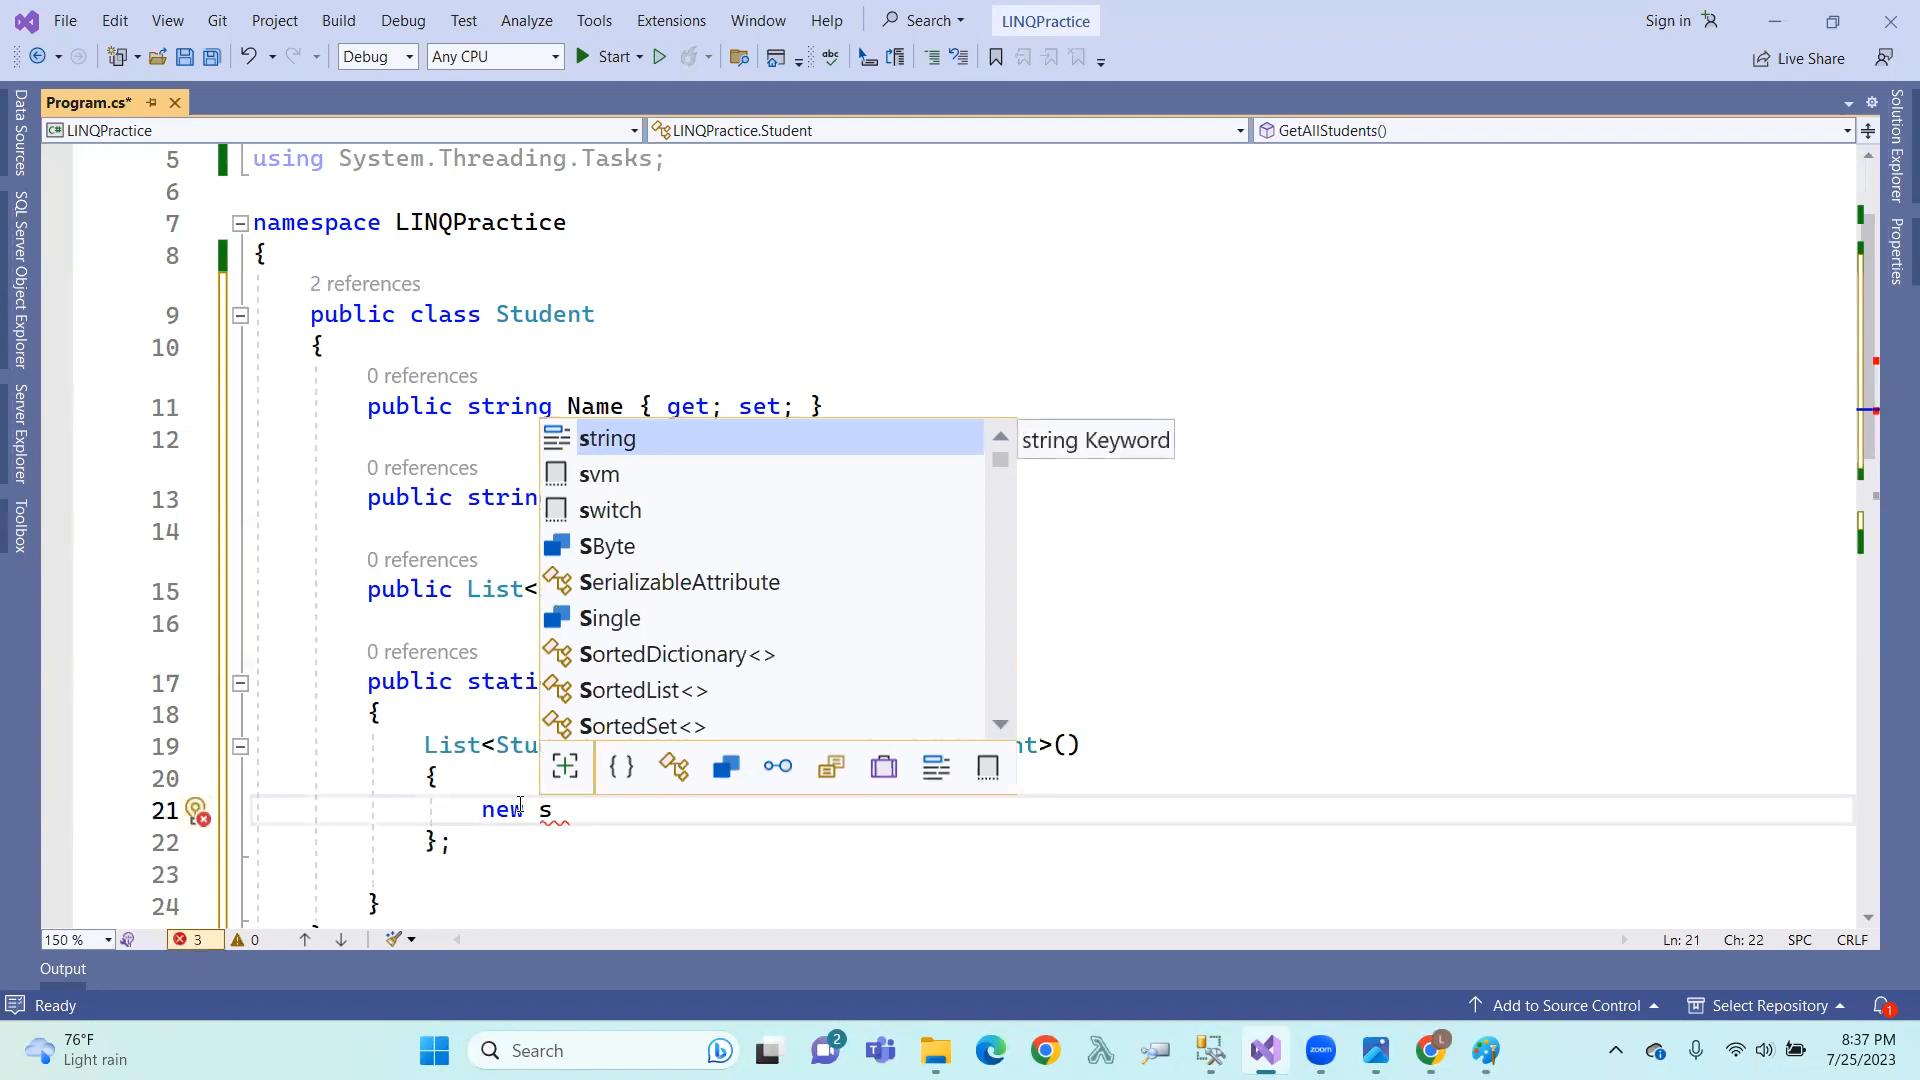 File Edit View Git Project Build Debug Test Analyze Tools Extensions Window Help Search LINQPractice Sign in
Debug Any CPU Start Live Share
Program.cs*
LINQPractice LINQPractice.Student GetAllStudents()
Data Sources
SQL Server Object Explorer
Server Explorer
Toolbox
Solution Explorer
Properties
5 using System.Threading.Tasks;
6
7 namespace LINQPractice
8 {
2 references
9 public class Student
10 {
0 references
11 public string Name { get; set; }
12
0 references
13 public string
14
0 references
15 public List<
16
0 references
17 public stati
18 {
19 List<Stu nt>()
20 {
21 new s
22 };
23
24 }
string
svm
switch
SByte
SerializableAttribute
Single
SortedDictionary<>
SortedList<>
SortedSet<>
string Keyword
150 % 3 0 Ln: 21 Ch: 22 SPC CRLF
Output
Ready Add to Source Control Select Repository 1
76°F
Light rain
Search
2
zoom
L
8:37 PM
7/25/2023